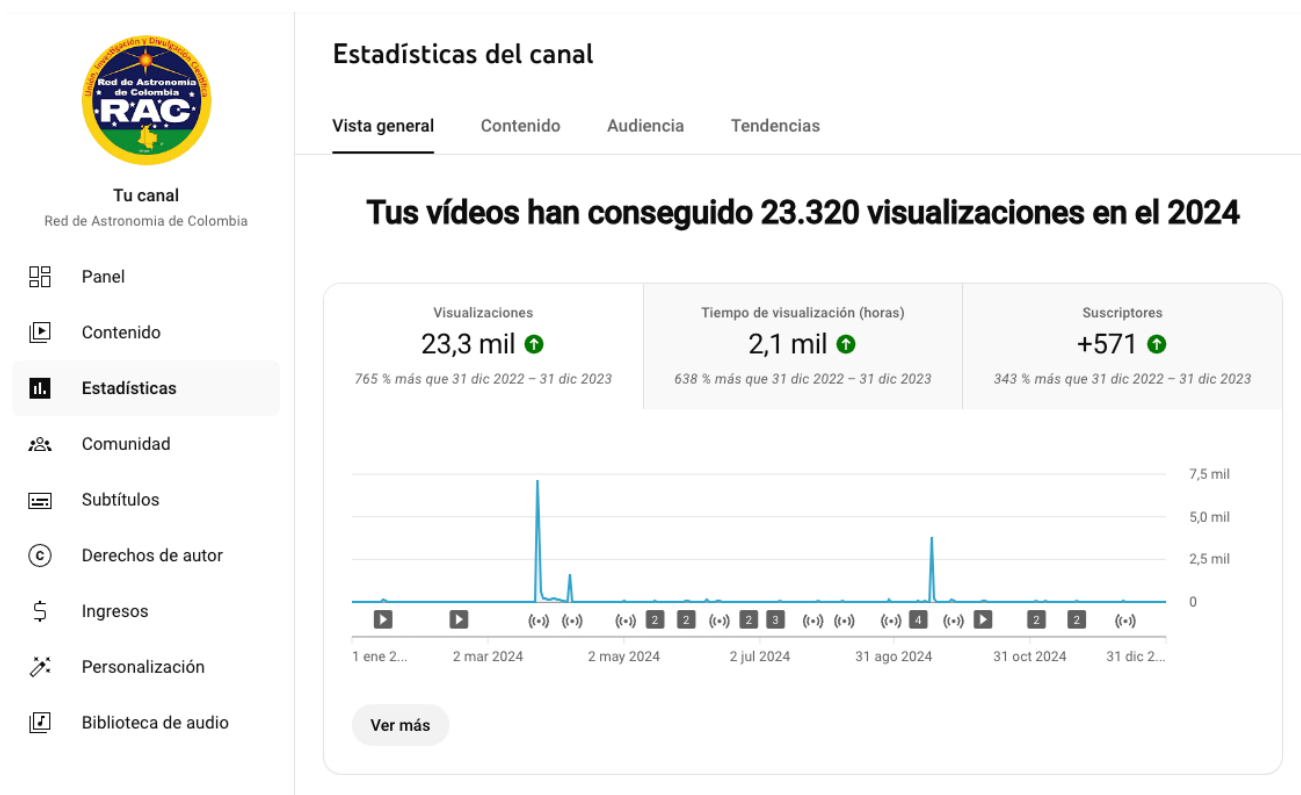 Unión, Investigación y Divulgación Científica
Red de Astronomía
de Colombia
RAC
Tu canal
Red de Astronomia de Colombia
Panel
Contenido
Estadísticas
Comunidad
Subtítulos
Derechos de autor
Ingresos
Personalización
Biblioteca de audio
Estadísticas del canal
Vista general Contenido Audiencia Tendencias
Tus vídeos han conseguido 23.320 visualizaciones en el 2024
Visualizaciones Tiempo de visualización (horas) Suscriptores
23,3 mil 2,1 mil +571
765 % más que 31 dic 2022 – 31 dic 2023 638 % más que 31 dic 2022 – 31 dic 2023 343 % más que 31 dic 2022 – 31 dic 2023
7,5 mil
5,0 mil
2,5 mil
0
2 2 2 3 4 2 2
1 ene 2... 2 mar 2024 2 may 2024 2 jul 2024 31 ago 2024 31 oct 2024 31 dic 2...
Ver más